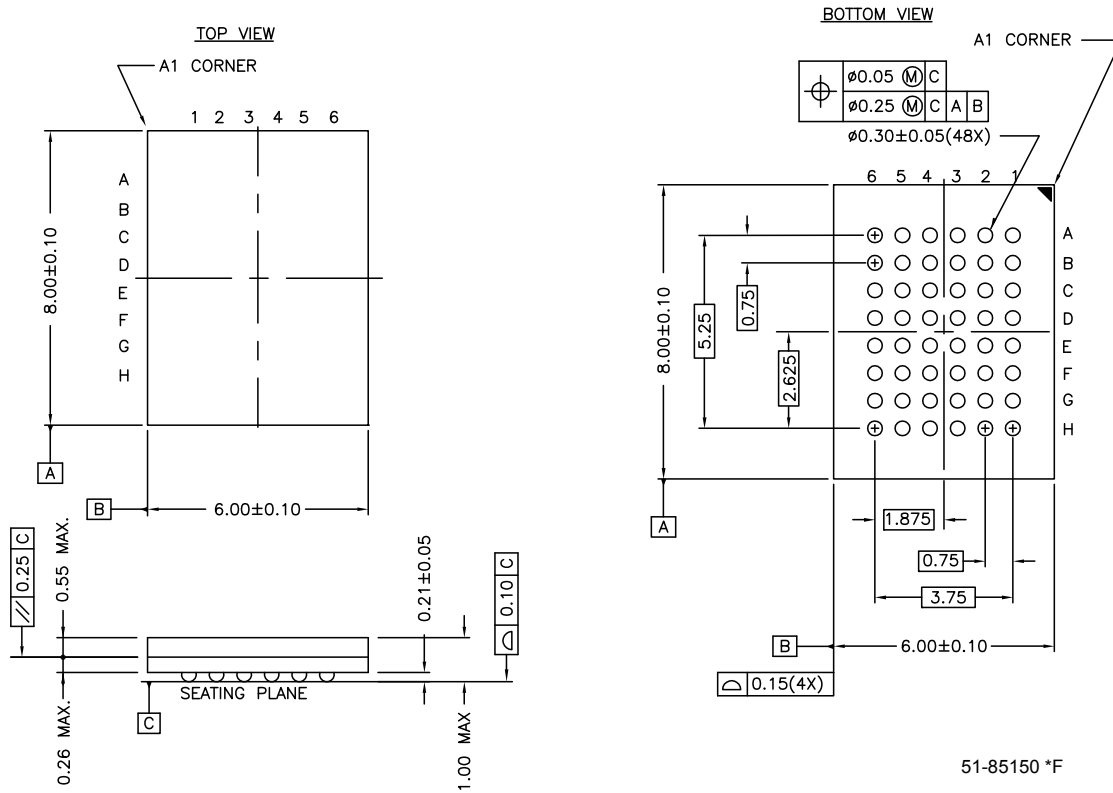 TOP VIEW
A1 CORNER
1 2 3 4 5 6
A
B
C
D
E
F
G
H
8.00±0.10
A
B
6.00±0.10
// 0.25 C
0.55 MAX.
0.21±0.05
⌓ 0.10 C
SEATING PLANE
C
0.26 MAX.
1.00 MAX
BOTTOM VIEW
A1 CORNER
⌖ ⌀0.05 Ⓜ C
⌀0.25 Ⓜ C A B
⌀0.30±0.05(48X)
6 5 4 3 2 1
A
B
C
D
E
F
G
H
8.00±0.10
5.25
0.75
2.625
A
1.875
0.75
3.75
B
6.00±0.10
⌓ 0.15(4X)
51-85150 *F